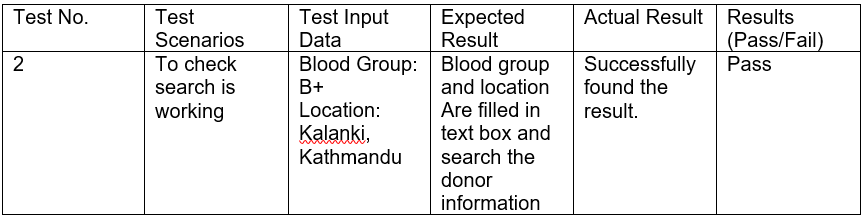 Test No.
Test
Scenarios
Test Input
Data
Expected
Result
Actual Result
Results
(Pass/Fail)
2
To check
search is
working
Blood Group:
B+
Location:
Kalanki,
Kathmandu
Blood group
and location
Are filled in
text box and
search the
donor
information
Successfully
found the
result.
Pass